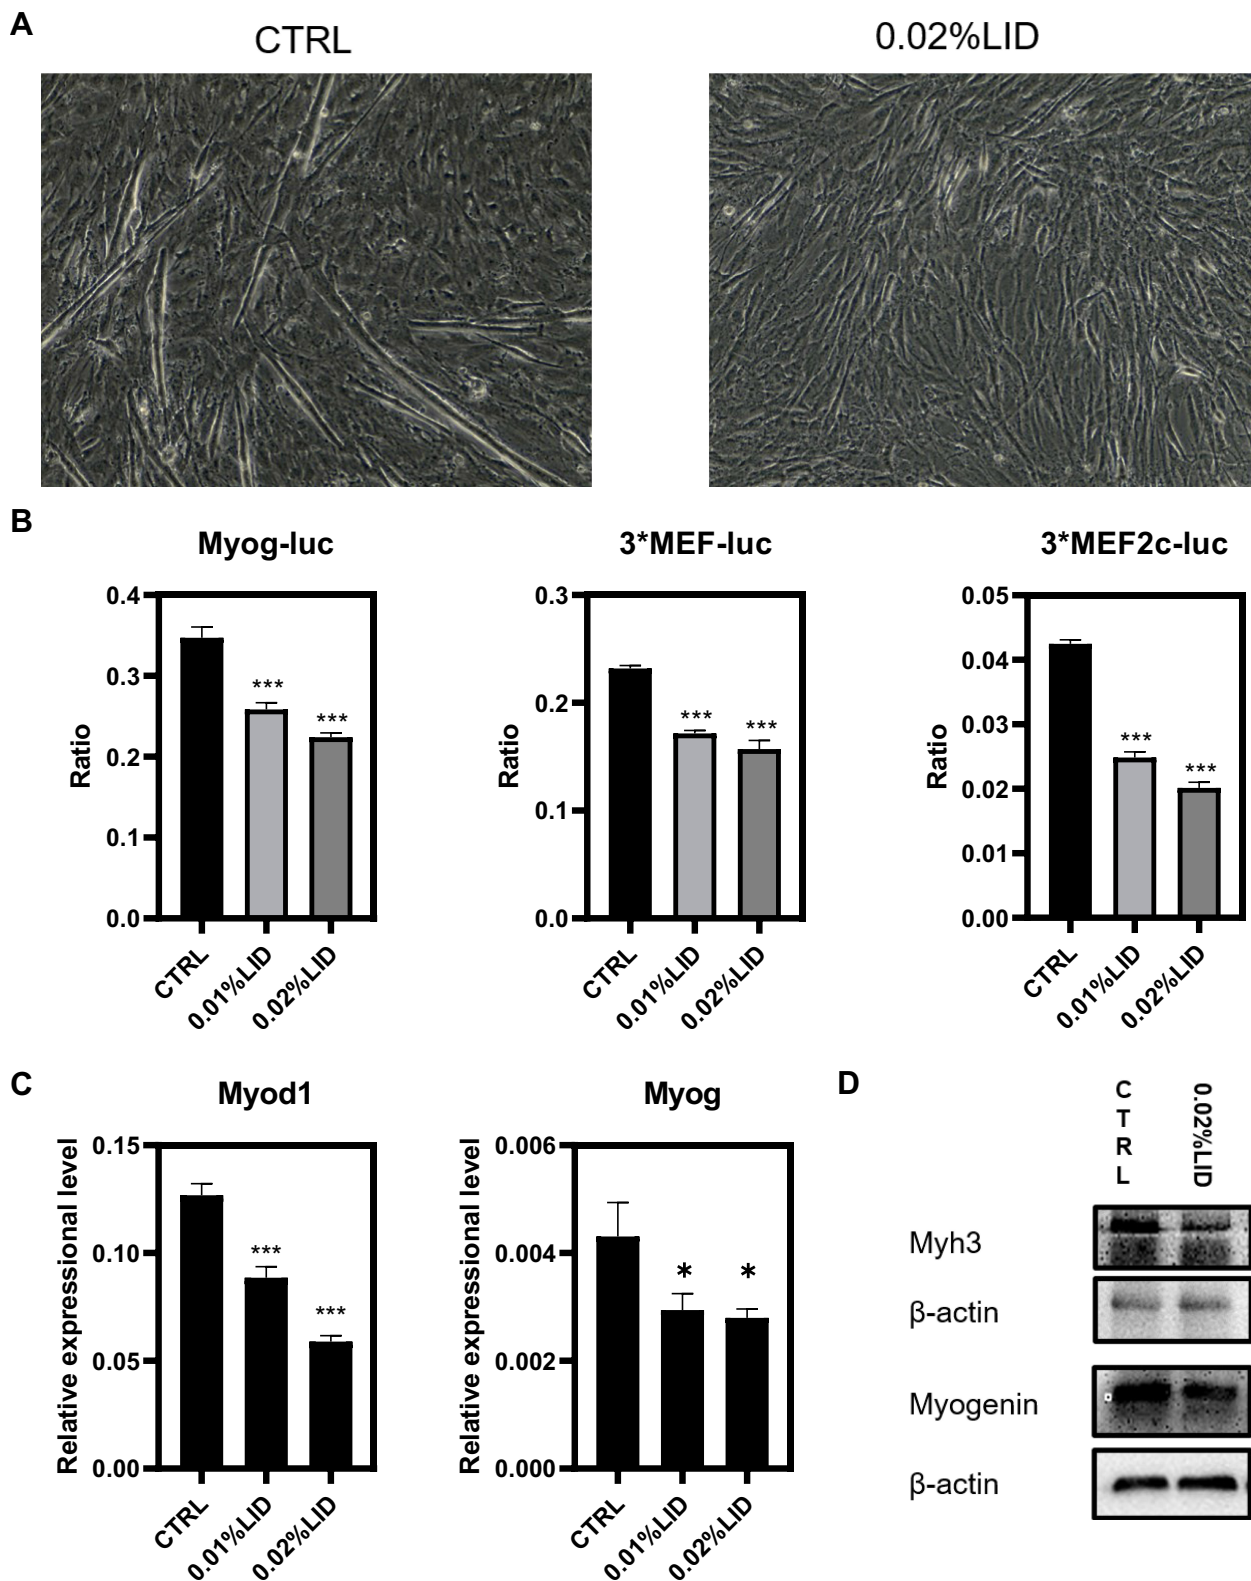 A
CTRL
0.02%LID
B
Myog-luc
3*MEF-luc
3*MEF2c-luc
Ratio
0.4
0.3
0.2
0.1
0.0
***
***
CTRL
0.01%LID
0.02%LID
Ratio
0.3
0.2
0.1
0.0
***
***
CTRL
0.01%LID
0.02%LID
Ratio
0.05
0.04
0.03
0.02
0.01
0.00
***
***
CTRL
0.01%LID
0.02%LID
C
Myod1
Relative expressional level
0.15
0.10
0.05
0.00
***
***
CTRL
0.01%LID
0.02%LID
Myog
Relative expressional level
0.006
0.004
0.002
0.000
*
*
CTRL
0.01%LID
0.02%LID
D
CTRL
0.02%LID
Myh3
β-actin
Myogenin
β-actin